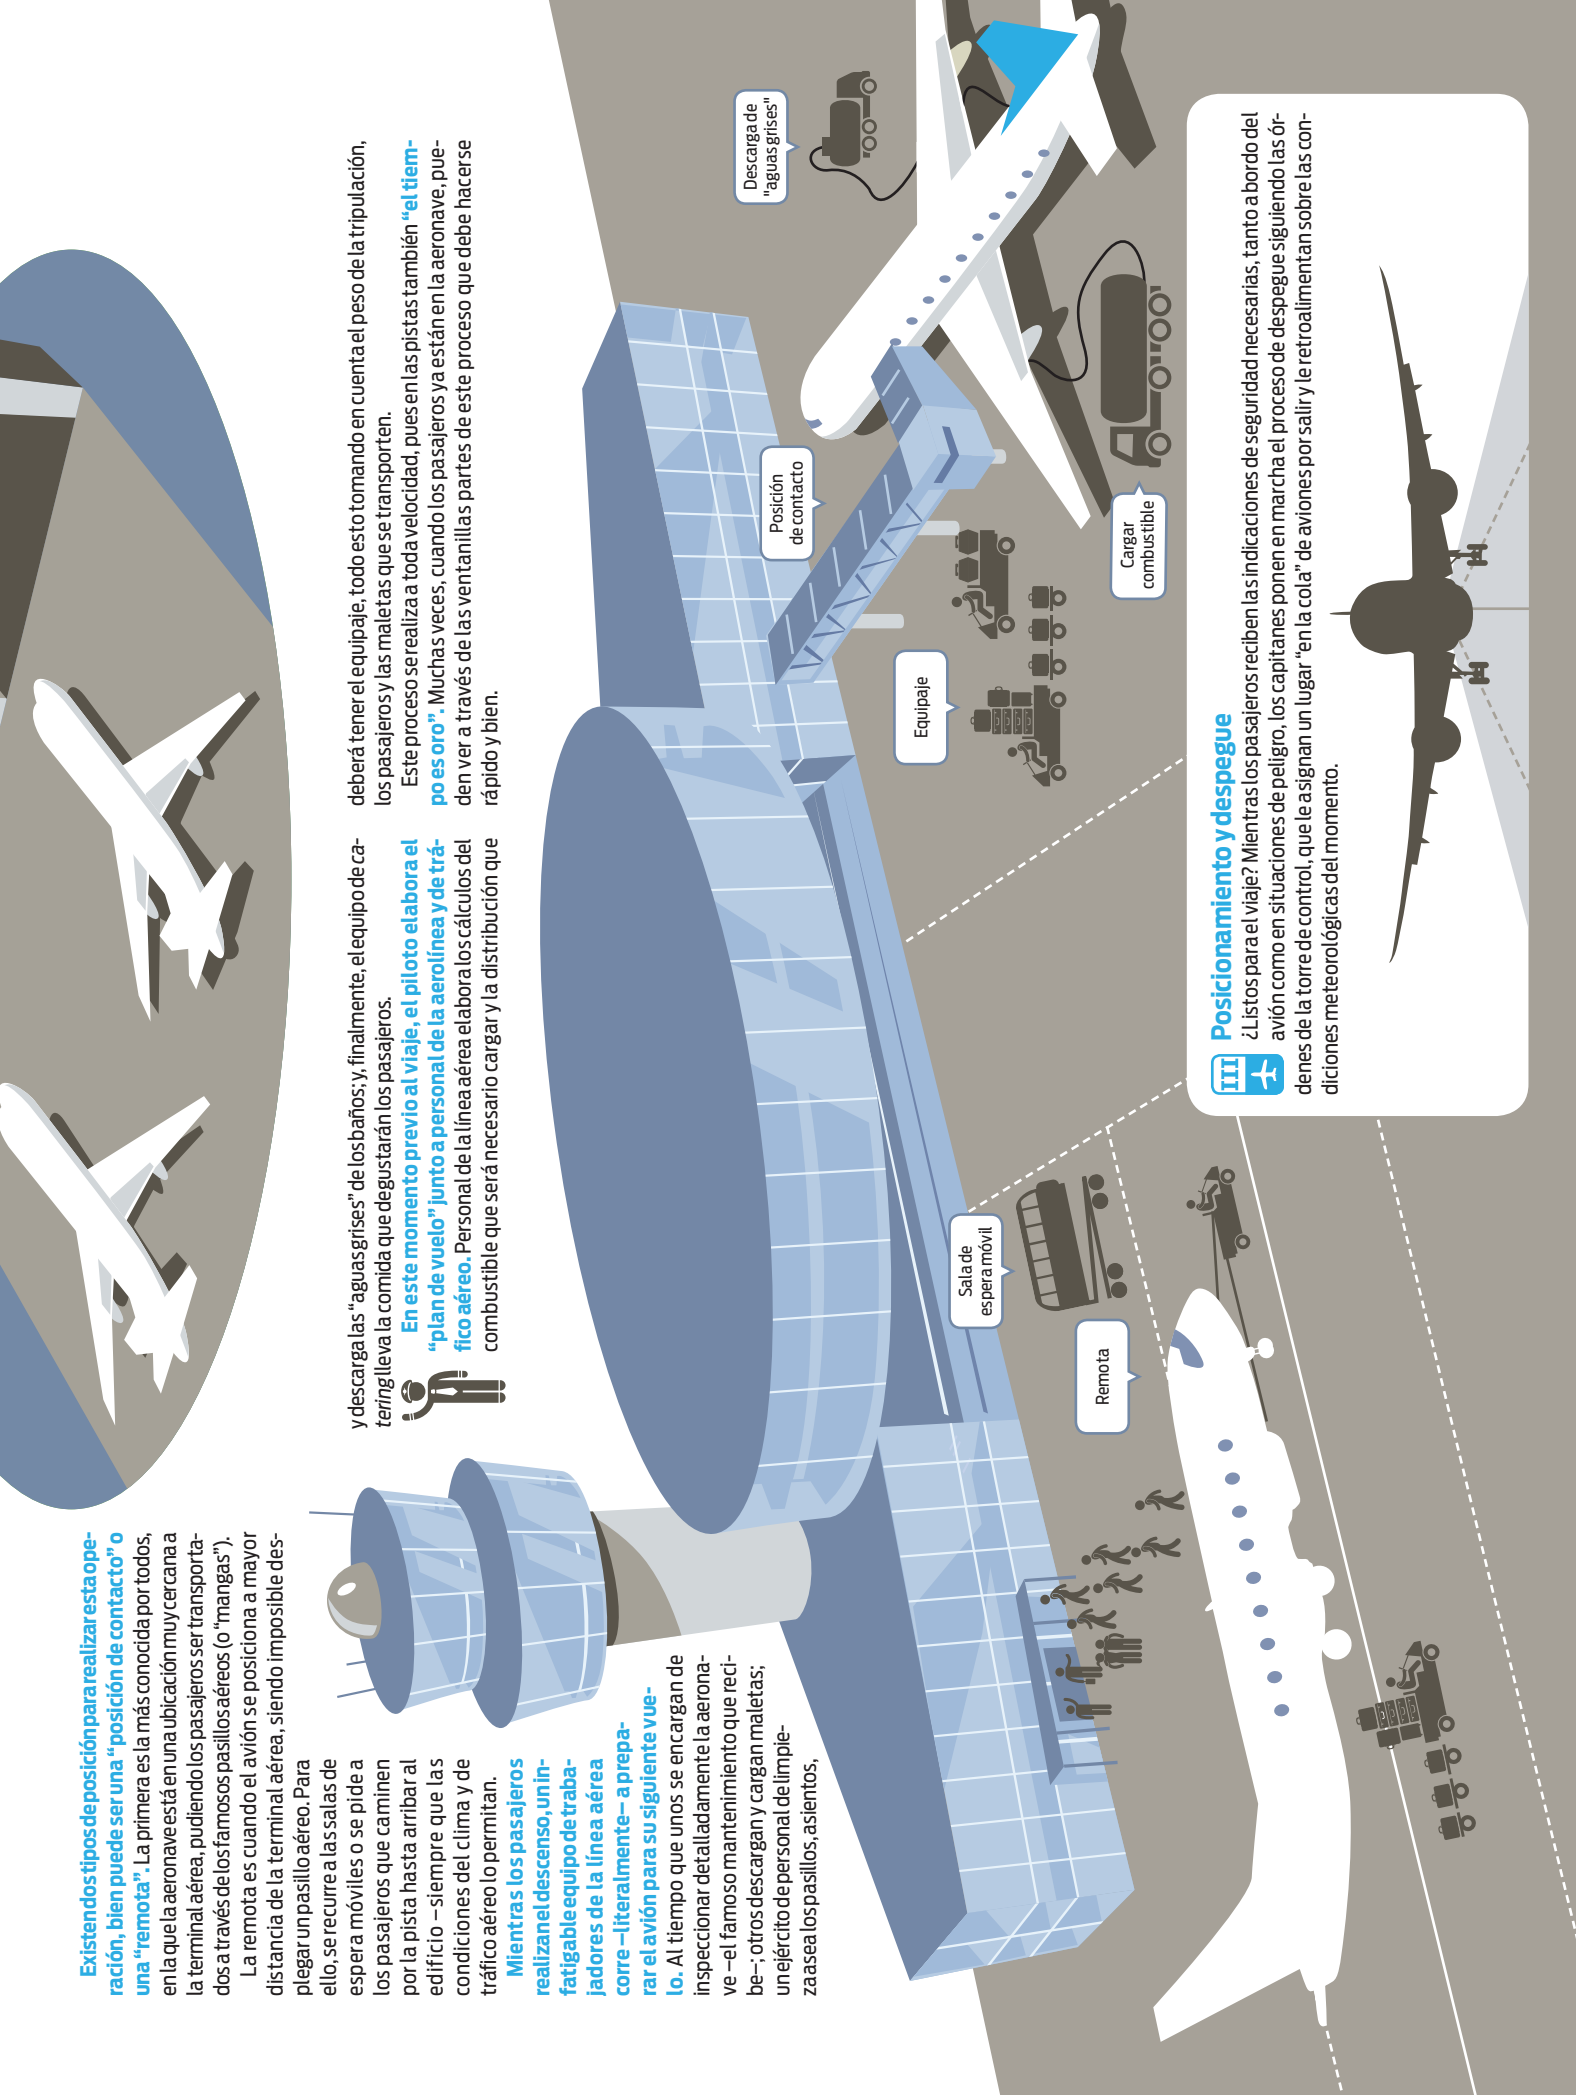 Existen dos tipos de posición para realizar esta ope-
ración, bien puede ser una “posición de contacto” o
una “remota”. La primera es la más conocida por todos,
en la que la aeronave está en una ubicación muy cercana a
la terminal aérea, pudiendo los pasajeros ser transporta-
dos a través de los famosos pasillos aéreos (o “mangas”).
La remota es cuando el avión se posiciona a mayor
distancia de la terminal aérea, siendo imposible des-
plegar un pasillo aéreo. Para
ello, se recurre a las salas de
espera móviles o se pide a
los pasajeros que caminen
por la pista hasta arribar al
edificio –siempre que las
condiciones del clima y de
tráfico aéreo lo permitan.
Mientras los pasajeros
realizan el descenso, un in-
fatigable equipo de traba-
jadores de la línea aérea
corre –literalmente– a prepa-
rar el avión para su siguiente vue-
lo. Al tiempo que unos se encargan de
inspeccionar detalladamente la aerona-
ve –el famoso mantenimiento que reci-
be–; otros descargan y cargan maletas;
un ejército de personal de limpie-
za asea los pasillos, asientos,
y descarga las “aguas grises” de los baños; y, finalmente, el equipo de ca-
tering lleva la comida que degustarán los pasajeros.
En este momento previo al viaje, el piloto elabora el
“plan de vuelo” junto a personal de la aerolínea y de trá-
fico aéreo. Personal de la línea aérea elabora los cálculos del
combustible que será necesario cargar y la distribución que
deberá tener el equipaje, todo esto tomando en cuenta el peso de la tripulación,
los pasajeros y las maletas que se transporten.
Este proceso se realiza a toda velocidad, pues en las pistas también “el tiem-
po es oro”. Muchas veces, cuando los pasajeros ya están en la aeronave, pue-
den ver a través de las ventanillas partes de este proceso que debe hacerse
rápido y bien.
Descarga de
"aguas grises"
Posición
de contacto
Cargar
combustible
Equipaje
Sala de
espera móvil
Remota
III
Posicionamiento y despegue
¿Listos para el viaje? Mientras los pasajeros reciben las indicaciones de seguridad necesarias, tanto a bordo del
avión como en situaciones de peligro, los capitanes ponen en marcha el proceso de despegue siguiendo las ór-
denes de la torre de control, que le asignan un lugar “en la cola” de aviones por salir y le retroalimentan sobre las con-
diciones meteorológicas del momento.